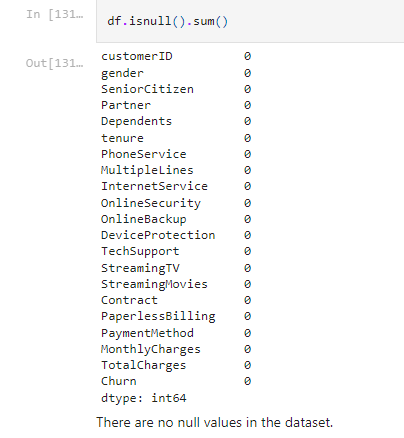 In [131...
df.isnull().sum()
Out[131...
customerID 0
gender 0
SeniorCitizen 0
Partner 0
Dependents 0
tenure 0
PhoneService 0
MultipleLines 0
InternetService 0
OnlineSecurity 0
OnlineBackup 0
DeviceProtection 0
TechSupport 0
StreamingTV 0
StreamingMovies 0
Contract 0
PaperlessBilling 0
PaymentMethod 0
MonthlyCharges 0
TotalCharges 0
Churn 0
dtype: int64
There are no null values in the dataset.